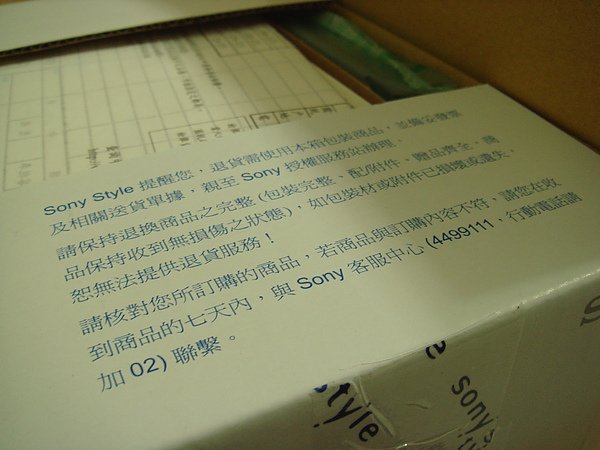 Sony Style 提醒您，退貨需使用本箱包裝商品，並備妥發票
及相關送貨單據，親至 Sony 授權服務站辦理。
請保持退換商品之完整 (包裝完整、配/附件、贈品齊全、商
品保持收到無損傷之狀態)，如包裝材或附件已損壞或遺失，
恕無法提供退貨服務！
請核對您所訂購的商品，若商品與訂購內容不符，請您在收
到商品的七天內，與 Sony 客服中心 (4499111，行動電話請
加 02) 聯繫。
style
sony